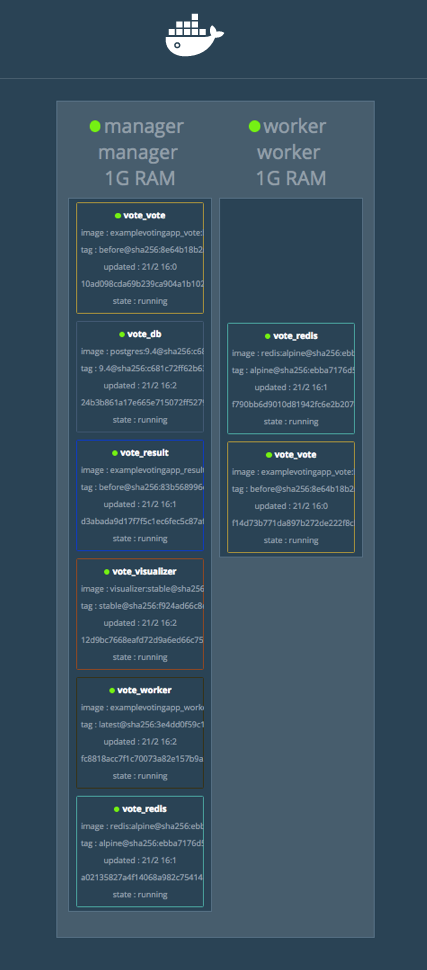 manager
manager
1G RAM
vote_vote
image : examplevotingapp_vote:
tag : before@sha256:8e64b18b2
updated : 21/2 16:0
10ad098cda69b239ca904a1b102
state : running
vote_db
image : postgres:9.4@sha256:c6
tag : 9.4@sha256:c681c72ff62b6
updated : 21/2 16:2
24b3b861a17e665e715072ff527
state : running
vote_result
image : examplevotingapp_resul
tag : before@sha256:83b568996
updated : 21/2 16:1
d3abada9d17f7f5c1ec6fec5c87a
state : running
vote_visualizer
image : visualizer:stable@sha256
tag : stable@sha256:f924ad66c8
updated : 21/2 16:2
12d9bc7668eafd72d9a6ed66c75
state : running
vote_worker
image : examplevotingapp_work
tag : latest@sha256:3e4dd0f59c1
updated : 21/2 16:2
fc8818acc7f1c70073a82e157b9a
state : running
vote_redis
image : redis:alpine@sha256:ebb
tag : alpine@sha256:ebba7176d
updated : 21/2 16:1
a02135827a4f14068a982c75414
state : running
worker
worker
1G RAM
vote_redis
image : redis:alpine@sha256:ebb
tag : alpine@sha256:ebba7176d
updated : 21/2 16:1
f790bb6d9010d81942fc6e2b207
state : running
vote_vote
image : examplevotingapp_vote:
tag : before@sha256:8e64b18b2
updated : 21/2 16:0
f14d73b771da897b272de222f8c
state : running